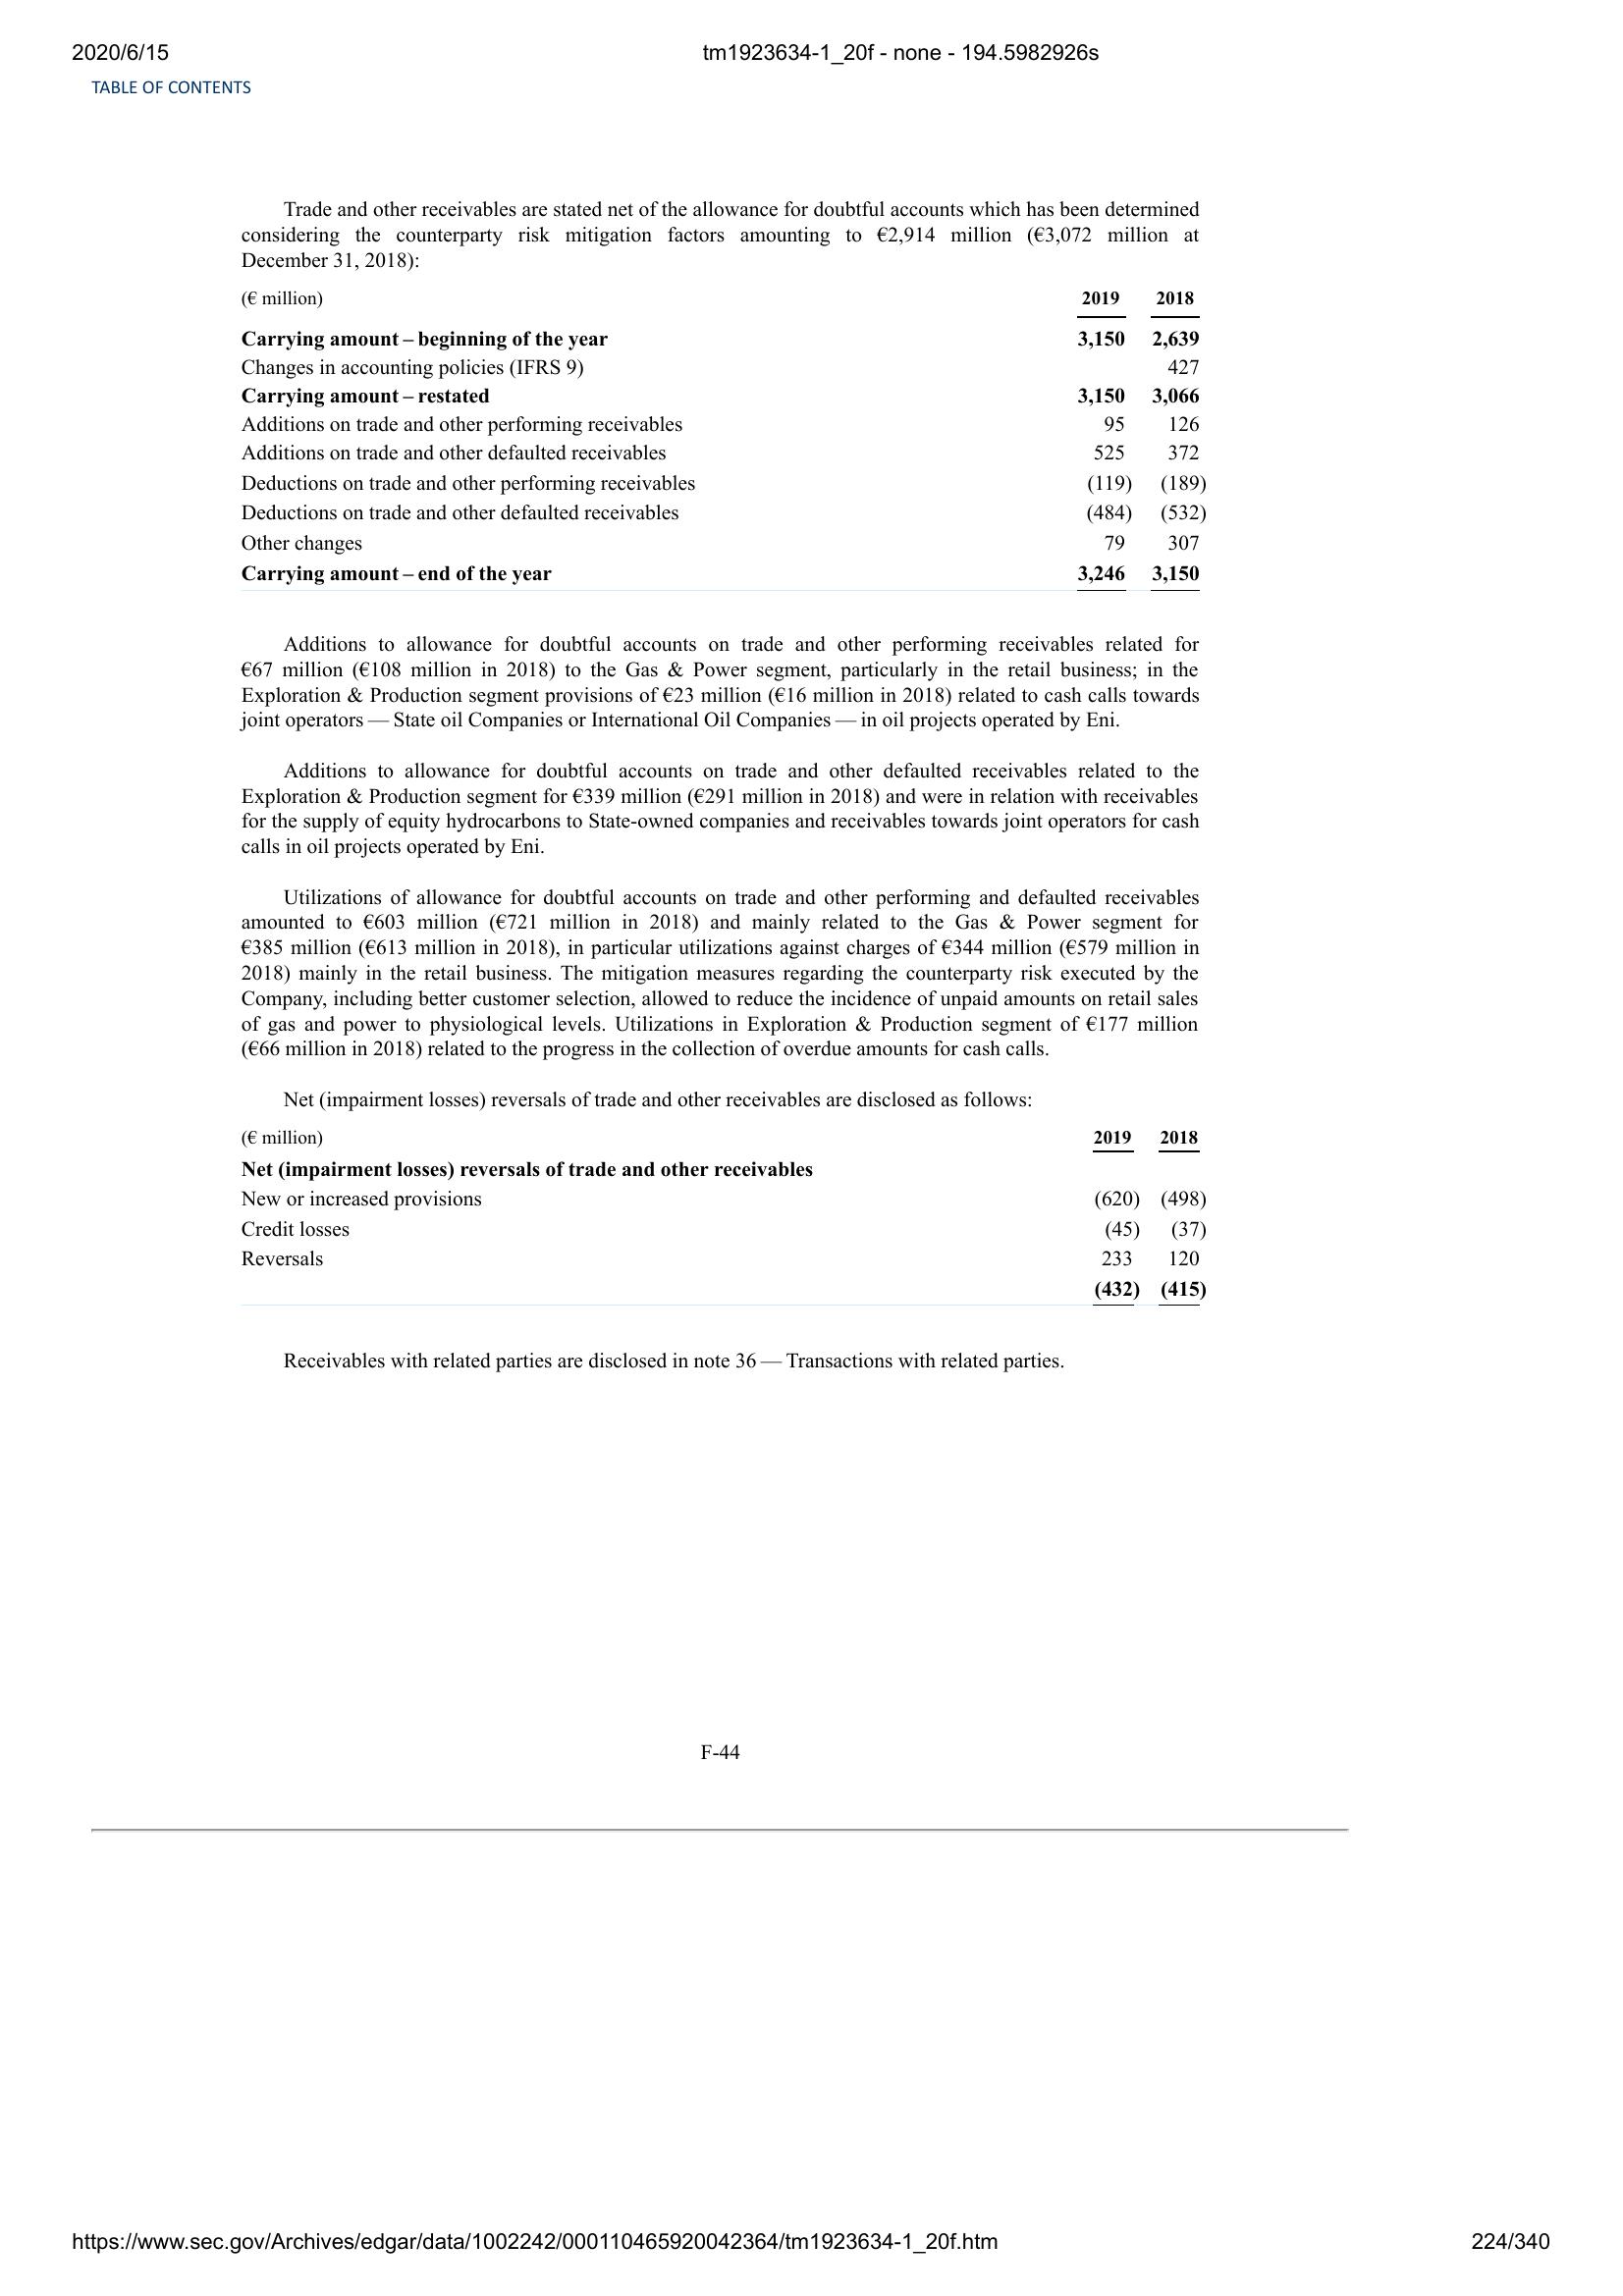 2020/6/15 tm1923634-1_20f - none - 194.5982926s
TABLE OF CONTENTS
Trade and other receivables are stated net of the allowance for doubtful accounts which has been determined
considering the counterparty risk mitigation factors amounting to €2,914 million (€3,072 million at
December 31, 2018):
(€ million) 2019 2018
Carrying amount – beginning of the year 3,150 2,639
Changes in accounting policies (IFRS 9) 427
Carrying amount – restated 3,150 3,066
Additions on trade and other performing receivables 95 126
Additions on trade and other defaulted receivables 525 372
Deductions on trade and other performing receivables (119) (189)
Deductions on trade and other defaulted receivables (484) (532)
Other changes 79 307
Carrying amount – end of the year 3,246 3,150
Additions to allowance for doubtful accounts on trade and other performing receivables related for
€67 million (€108 million in 2018) to the Gas & Power segment, particularly in the retail business; in the
Exploration & Production segment provisions of €23 million (€16 million in 2018) related to cash calls towards
joint operators — State oil Companies or International Oil Companies — in oil projects operated by Eni.
Additions to allowance for doubtful accounts on trade and other defaulted receivables related to the
Exploration & Production segment for €339 million (€291 million in 2018) and were in relation with receivables
for the supply of equity hydrocarbons to State-owned companies and receivables towards joint operators for cash
calls in oil projects operated by Eni.
Utilizations of allowance for doubtful accounts on trade and other performing and defaulted receivables
amounted to €603 million (€721 million in 2018) and mainly related to the Gas & Power segment for
€385 million (€613 million in 2018), in particular utilizations against charges of €344 million (€579 million in
2018) mainly in the retail business. The mitigation measures regarding the counterparty risk executed by the
Company, including better customer selection, allowed to reduce the incidence of unpaid amounts on retail sales
of gas and power to physiological levels. Utilizations in Exploration & Production segment of €177 million
(€66 million in 2018) related to the progress in the collection of overdue amounts for cash calls.
Net (impairment losses) reversals of trade and other receivables are disclosed as follows:
(€ million) 2019 2018
Net (impairment losses) reversals of trade and other receivables
New or increased provisions (620) (498)
Credit losses (45) (37)
Reversals 233 120
(432) (415)
Receivables with related parties are disclosed in note 36 — Transactions with related parties.
F-44
https://www.sec.gov/Archives/edgar/data/1002242/000110465920042364/tm1923634-1_20f.htm 224/340